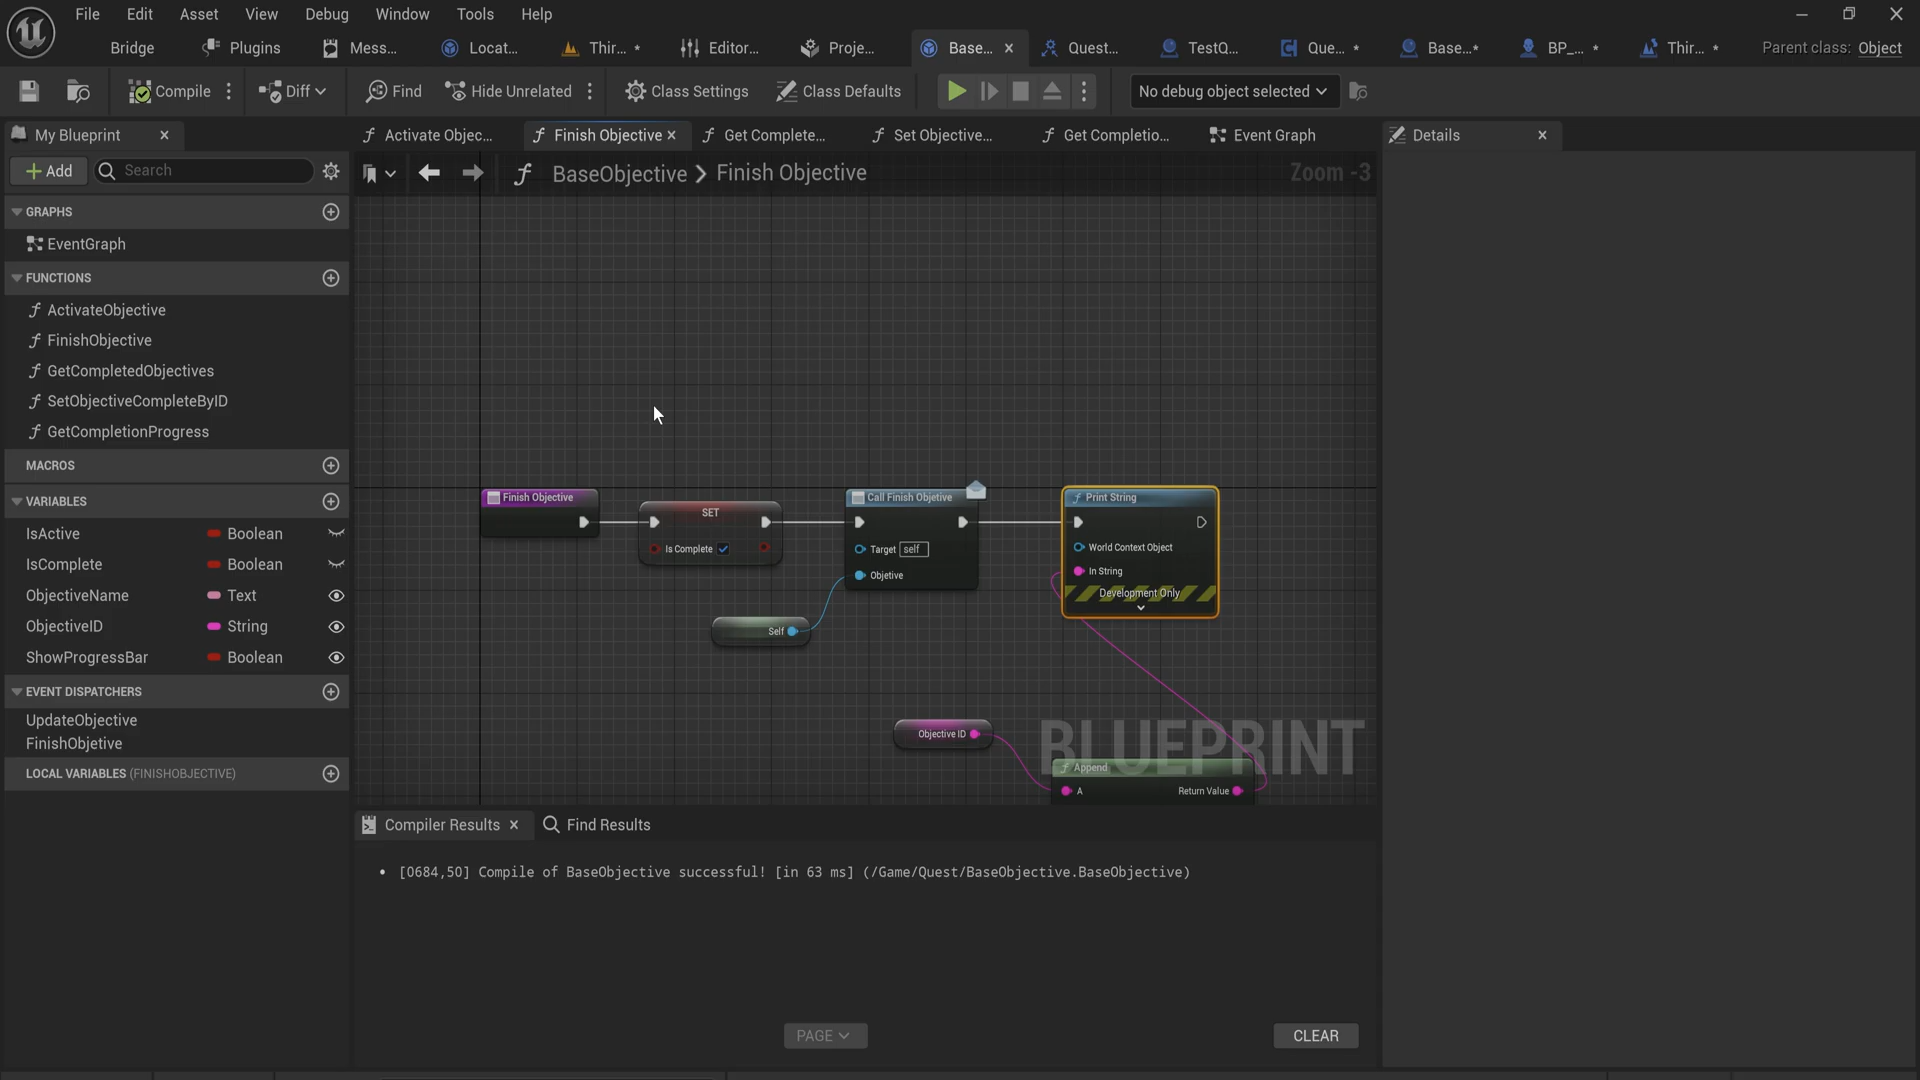 File Edit Asset View Debug Window Tools Help
Bridge Plugins Mess... Locat... Thir... * Editor... Proje... Base... Quest... TestQ... Que... * Base...* BP_... * Thir... * Parent class: Object
Compile Diff Find Hide Unrelated Class Settings Class Defaults No debug object selected
My Blueprint Activate Objec... Finish Objective Get Complete... Set Objective... Get Completio... Event Graph Details
Add Search BaseObjective > Finish Objective Zoom -3
GRAPHS
EventGraph
FUNCTIONS
ActivateObjective
FinishObjective
GetCompletedObjectives
SetObjectiveCompleteByID
GetCompletionProgress
MACROS
VARIABLES
IsActive Boolean
IsComplete Boolean
ObjectiveName Text
ObjectiveID String
ShowProgressBar Boolean
EVENT DISPATCHERS
UpdateObjective
FinishObjetive
LOCAL VARIABLES (FINISHOBJECTIVE)
Finish Objective
SET
Is Complete
Call Finish Objetive
Target self
Objetive
Self
Print String
World Context Object
In String
Development Only
Objective ID
BLUEPRINT
Append
A Return Value
Compiler Results Find Results
• [0684,50] Compile of BaseObjective successful! [in 63 ms] (/Game/Quest/BaseObjective.BaseObjective)
PAGE CLEAR